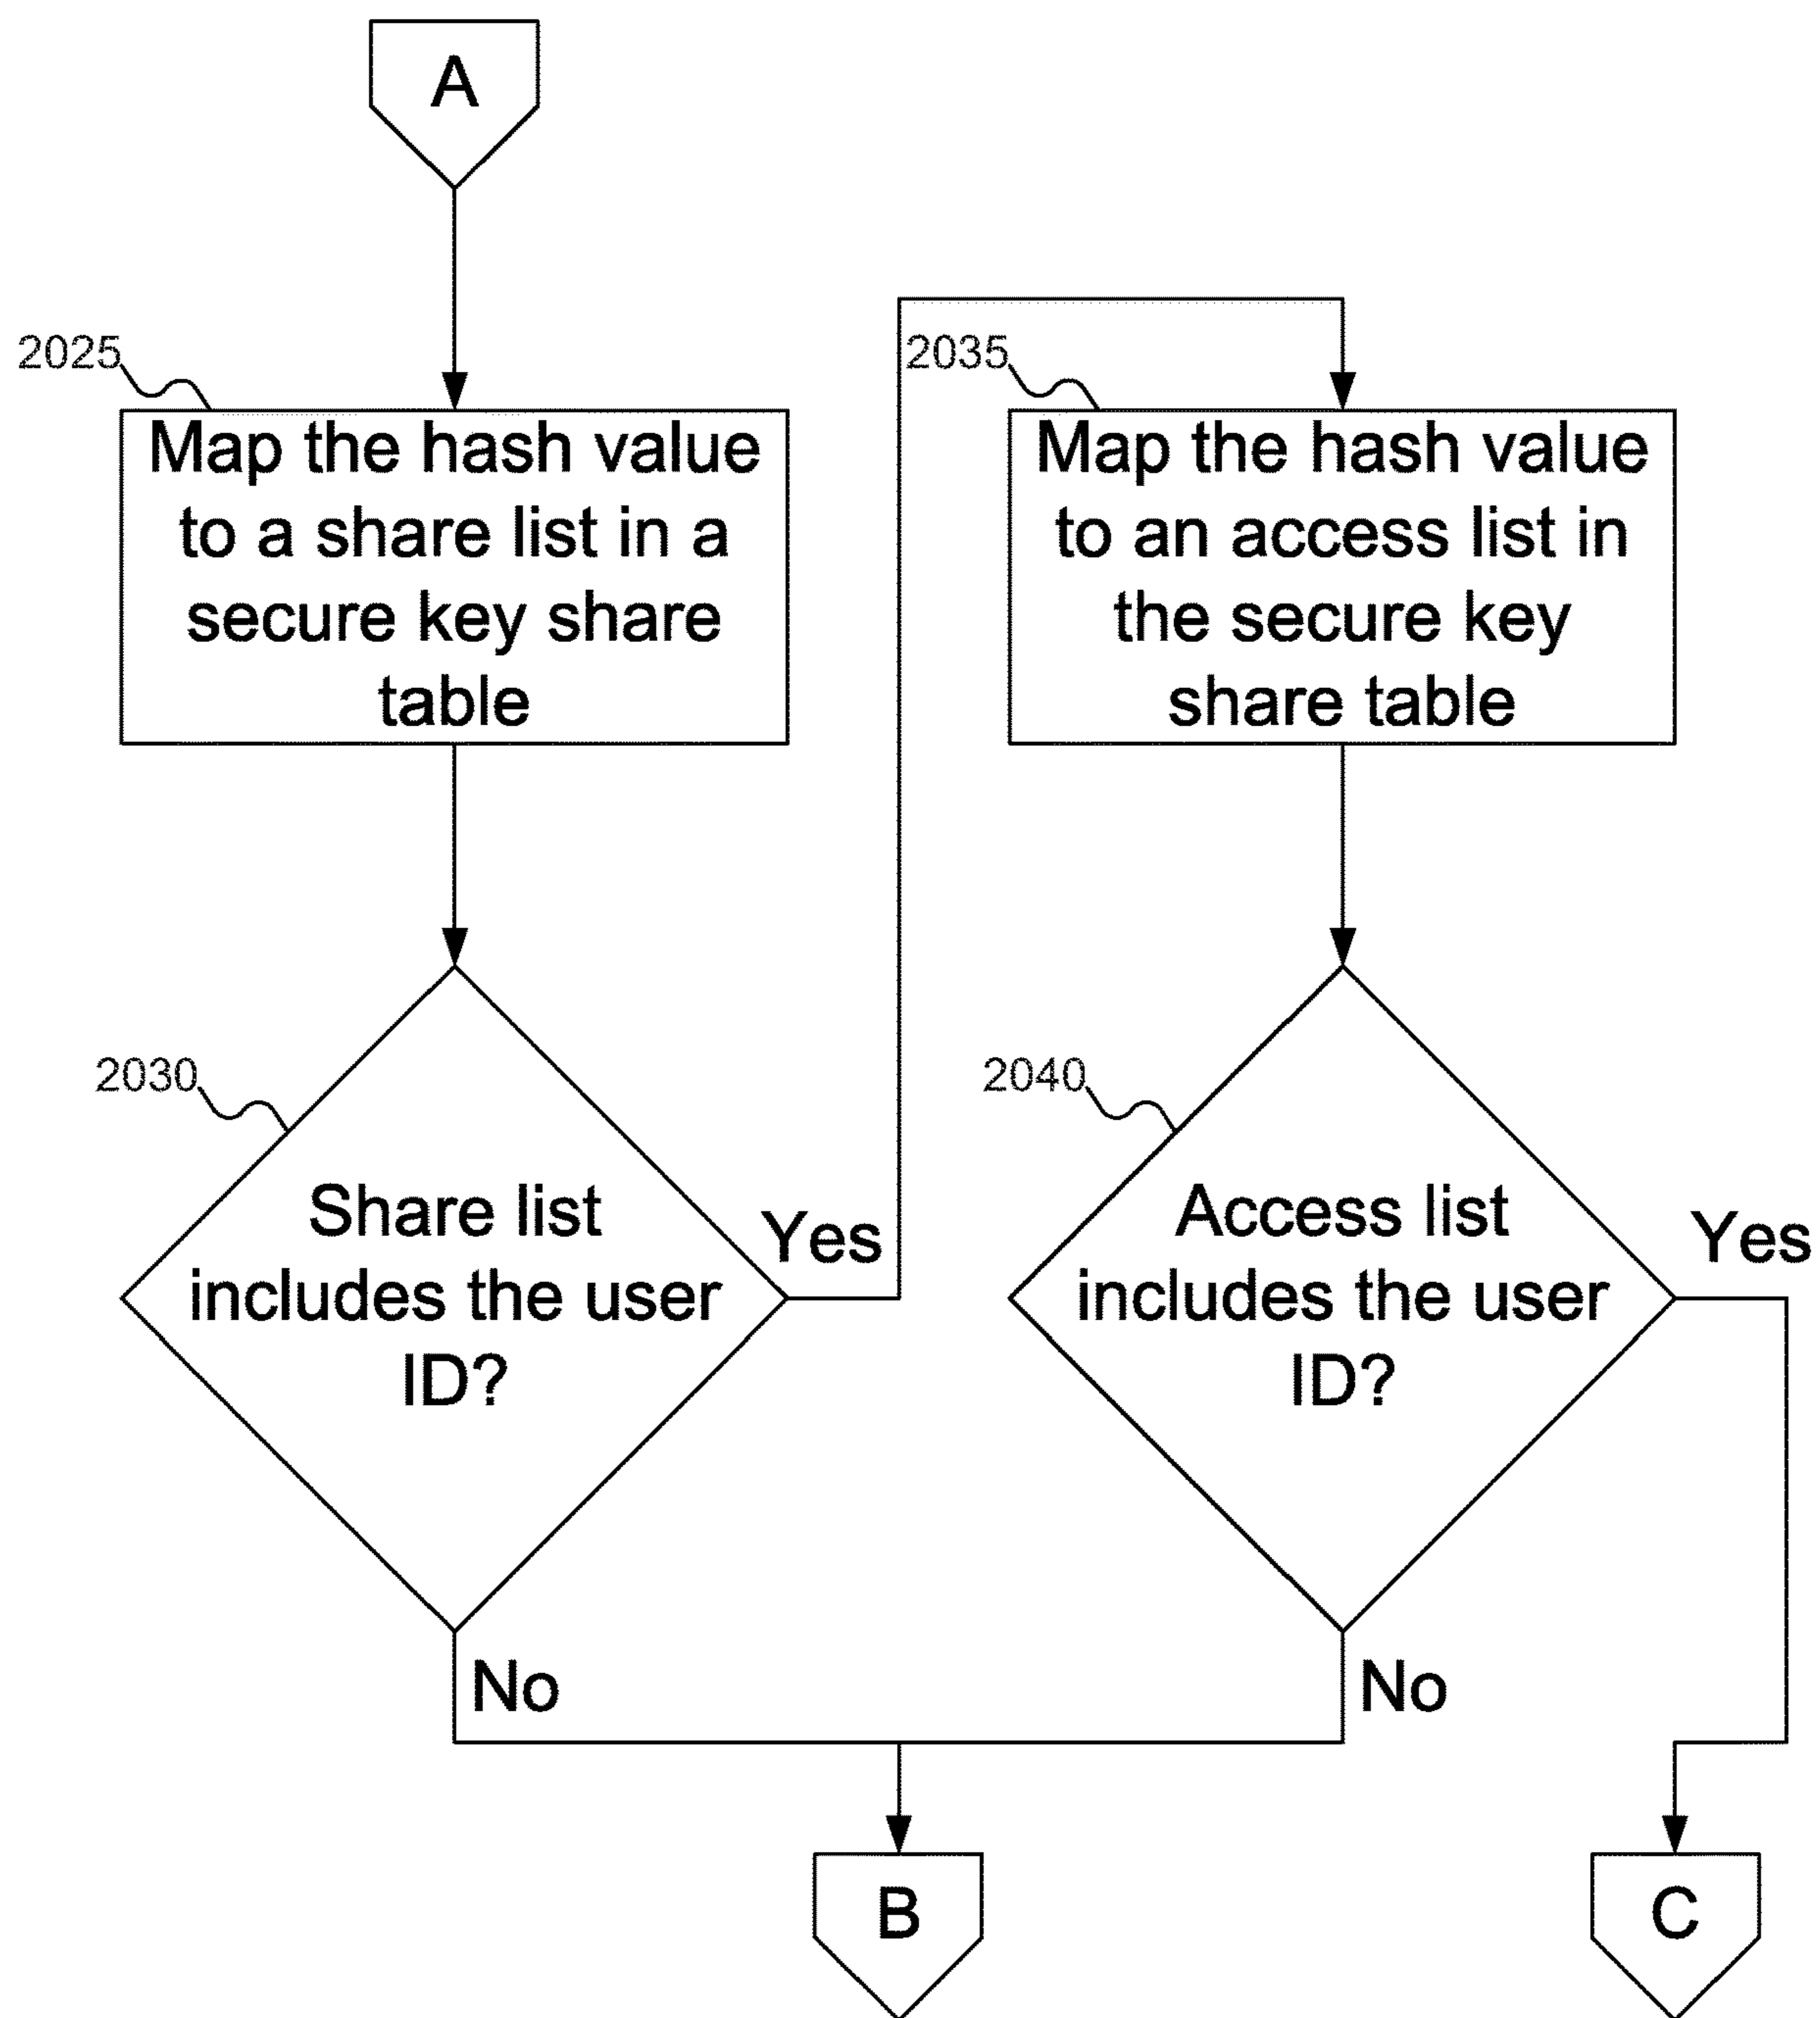 A
2025
Map the hash value
to a share list in a
secure key share
table
2030
Share list
includes the user
ID?
Yes
No
2035
Map the hash value
to an access list in
the secure key
share table
2040
Access list
includes the user
ID?
Yes
No
B
C